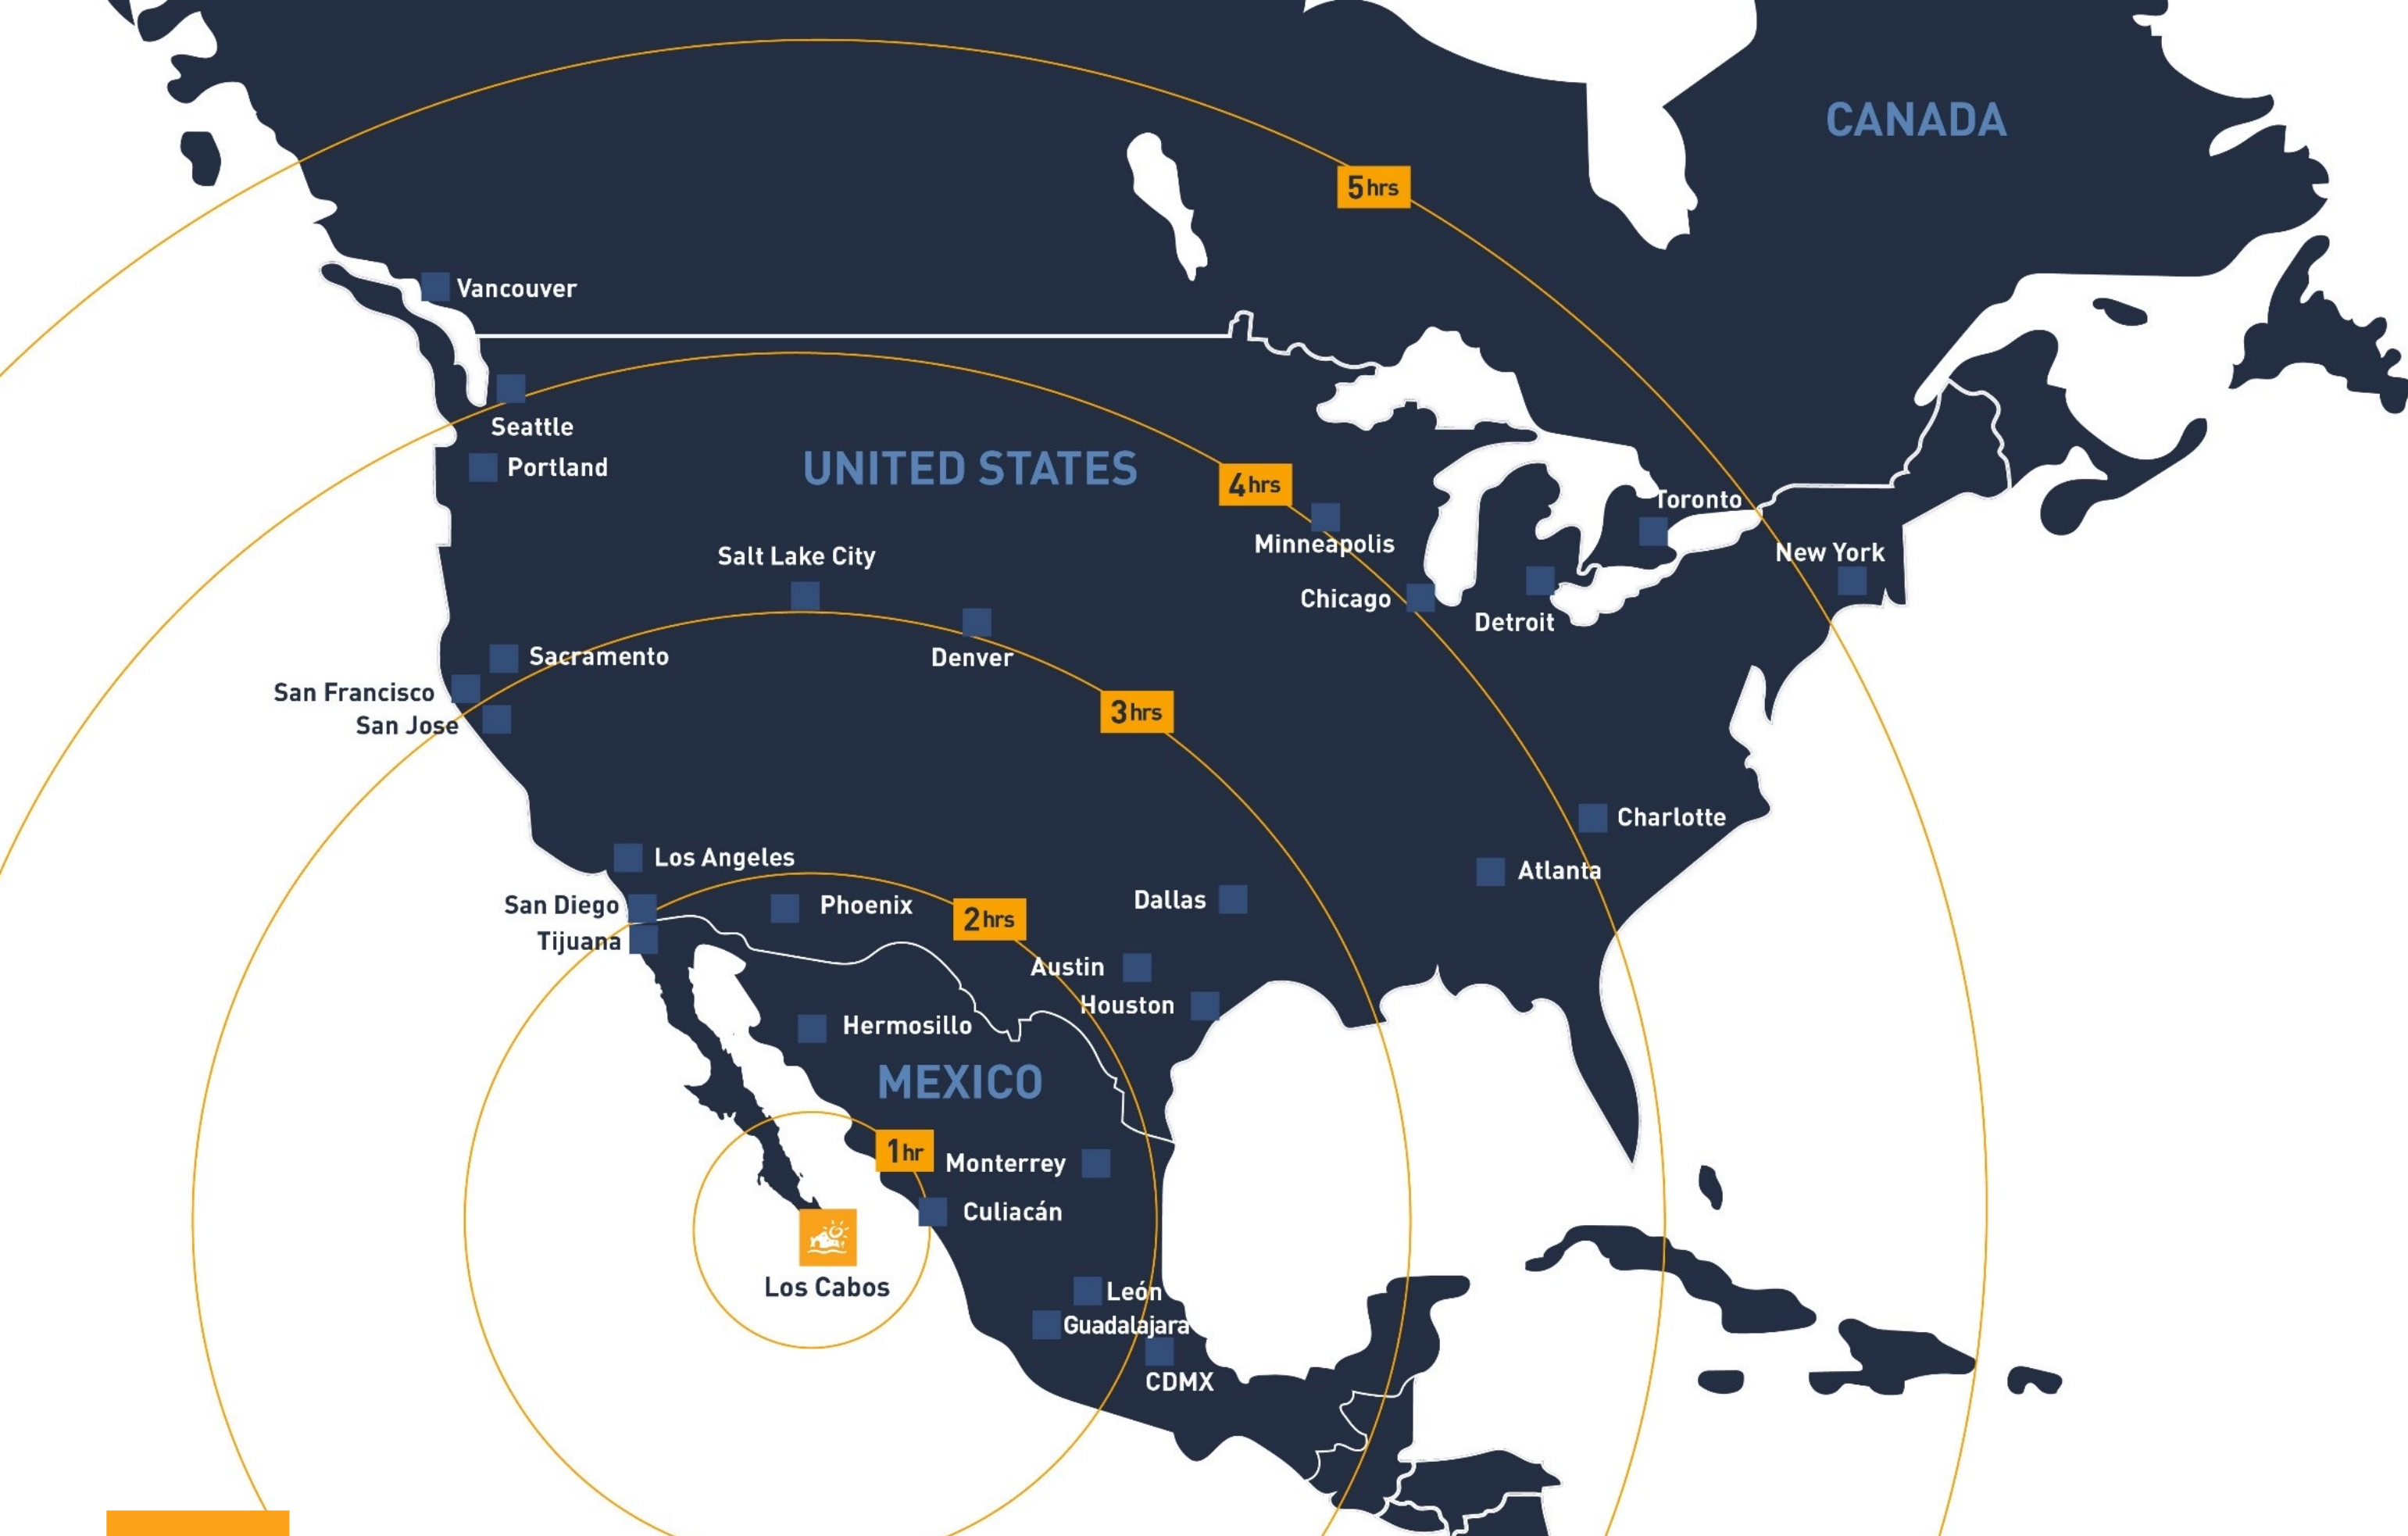 CANADA
5hrs
Vancouver
Seattle
UNITED STATES
Portland
4hrs
Toronto
Minneapolis
New York
Salt Lake City
Chicago
Detroit
Sacramento
Denver
San Francisco
3hrs
San Jose
Charlotte
Los Angeles
Atlanta
San Diego
Phoenix
2hrs
Dallas
Tijuana
Austin
Houston
Hermosillo
MEXICO
1hr
Monterrey
Culiacán
Los Cabos
León
Guadalajara
CDMX